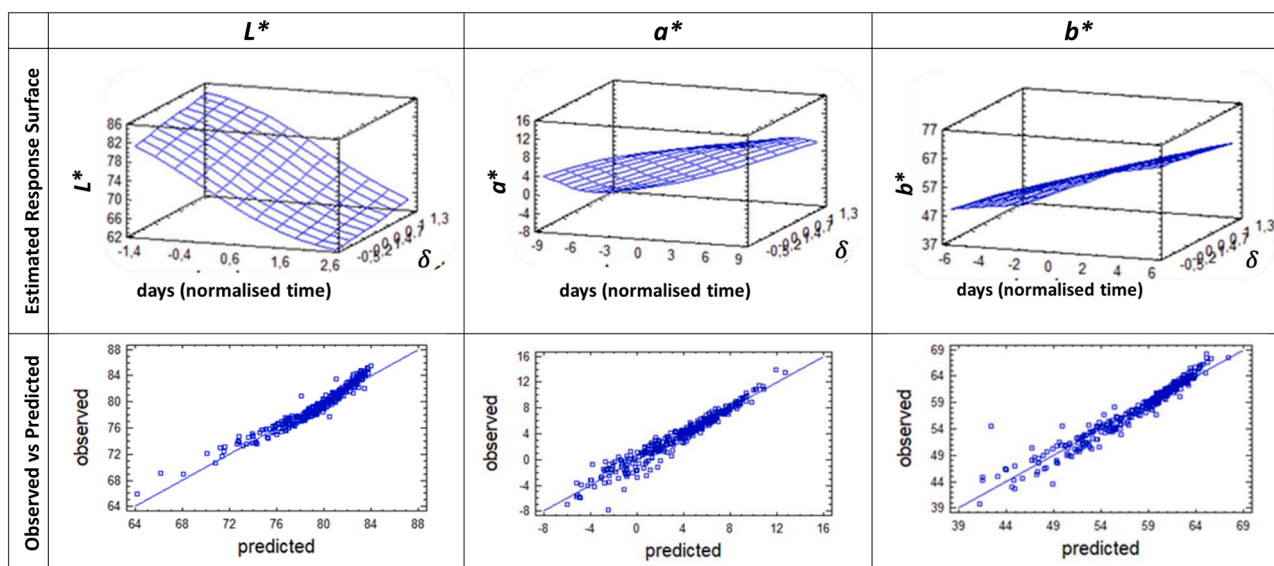 L* a* b*
Estimated Response Surface
L*
86
82
78
74
70
66
62
-1,4 -0,4 0,6 1,6 2,6
1,3
δ
days (normalised time)
a*
16
12
8
4
0
-4
-8
-9 -6 -3 0 3 6 9
1,3
δ
days (normalised time)
b*
77
67
57
47
37
-6 -4 -2 0 2 4 6
1,3
δ
days (normalised time)
Observed vs Predicted
observed
88
84
80
76
72
68
64
64 68 72 76 80 84 88
predicted
observed
16
12
8
4
0
-4
-8
-8 -4 0 4 8 12 16
predicted
observed
69
64
59
54
49
44
39
39 44 49 54 59 64 69
predicted